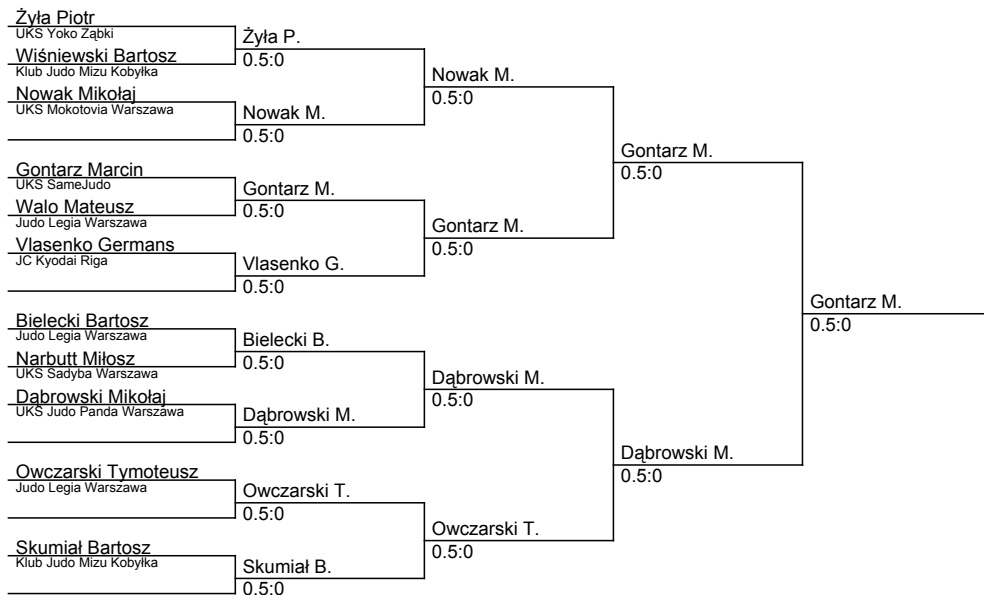 Żyła Piotr
UKS Yoko Ząbki
Wiśniewski Bartosz
Klub Judo Mizu Kobyłka
Nowak Mikołaj
UKS Mokotovia Warszawa
Gontarz Marcin
UKS SameJudo
Walo Mateusz
Judo Legia Warszawa
Vlasenko Germans
JC Kyodai Riga
Bielecki Bartosz
Judo Legia Warszawa
Narbutt Miłosz
UKS Sadyba Warszawa
Dąbrowski Mikołaj
UKS Judo Panda Warszawa
Owczarski Tymoteusz
Judo Legia Warszawa
Skumiał Bartosz
Klub Judo Mizu Kobyłka
Żyła P.
0.5:0
Nowak M.
0.5:0
Gontarz M.
0.5:0
Vlasenko G.
0.5:0
Bielecki B.
0.5:0
Dąbrowski M.
0.5:0
Owczarski T.
0.5:0
Skumiał B.
0.5:0
Nowak M.
0.5:0
Gontarz M.
0.5:0
Dąbrowski M.
0.5:0
Owczarski T.
0.5:0
Gontarz M.
0.5:0
Dąbrowski M.
0.5:0
Gontarz M.
0.5:0